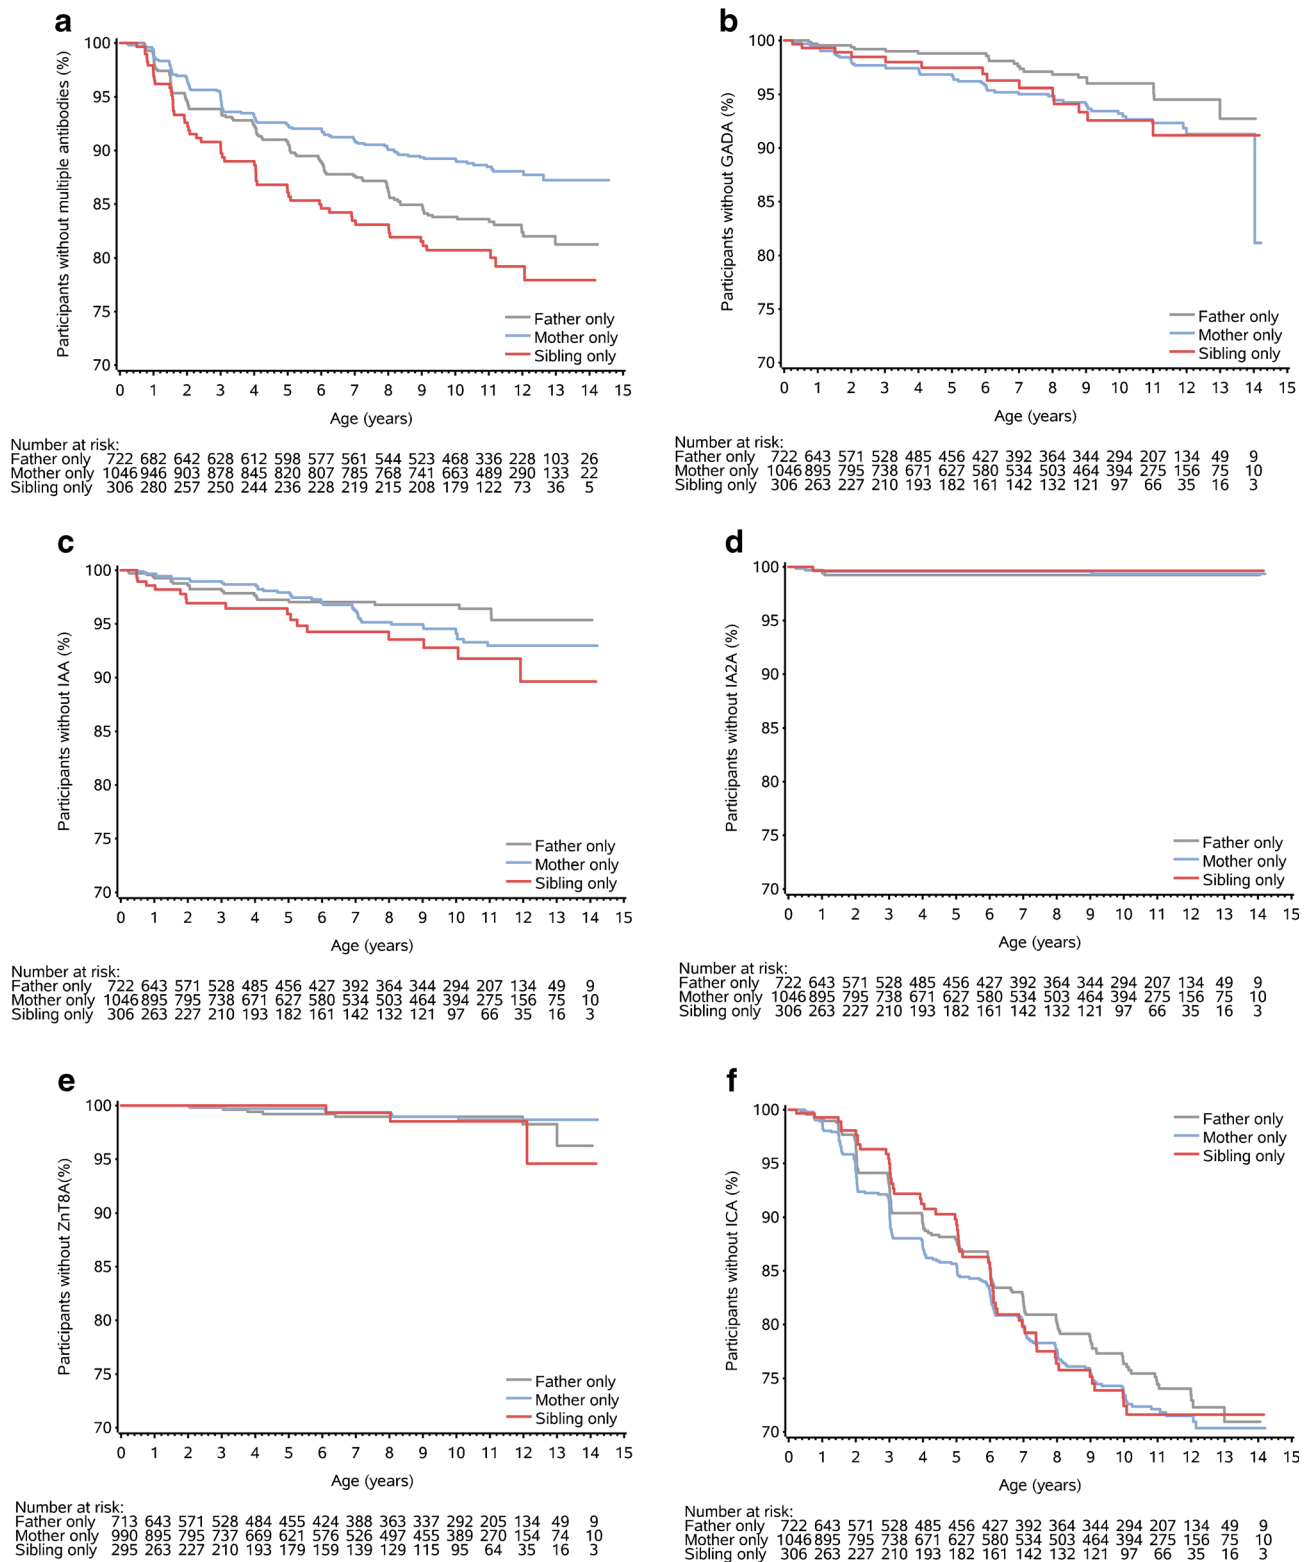 a
Participants without multiple antibodies (%)
100
95
90
85
80
75
70
Father only
Mother only
Sibling only
0 1 2 3 4 5 6 7 8 9 10 11 12 13 14 15
Age (years)
Number at risk:
Father only 722 682 642 628 612 598 577 561 544 523 468 336 228 103 26
Mother only 1046 946 903 878 845 820 807 785 768 741 663 489 290 133 22
Sibling only 306 280 257 250 244 236 228 219 215 208 179 122 73 36 5
b
Participants without GADA (%)
100
95
90
85
80
75
70
Father only
Mother only
Sibling only
0 1 2 3 4 5 6 7 8 9 10 11 12 13 14 15
Age (years)
Number at risk:
Father only 722 643 571 528 485 456 427 392 364 344 294 207 134 49 9
Mother only 1046 895 795 738 671 627 580 534 503 464 394 275 156 75 10
Sibling only 306 263 227 210 193 182 161 142 132 121 97 66 35 16 3
c
Participants without IAA (%)
100
95
90
85
80
75
70
Father only
Mother only
Sibling only
0 1 2 3 4 5 6 7 8 9 10 11 12 13 14 15
Age (years)
Number at risk:
Father only 722 643 571 528 485 456 427 392 364 344 294 207 134 49 9
Mother only 1046 895 795 738 671 627 580 534 503 464 394 275 156 75 10
Sibling only 306 263 227 210 193 182 161 142 132 121 97 66 35 16 3
d
Participants without IA2A (%)
100
95
90
85
80
75
70
Father only
Mother only
Sibling only
0 1 2 3 4 5 6 7 8 9 10 11 12 13 14 15
Age (years)
Number at risk:
Father only 722 643 571 528 485 456 427 392 364 344 294 207 134 49 9
Mother only 1046 895 795 738 671 627 580 534 503 464 394 275 156 75 10
Sibling only 306 263 227 210 193 182 161 142 132 121 97 66 35 16 3
e
Participants without ZnT8A(%)
100
95
90
85
80
75
70
Father only
Mother only
Sibling only
0 1 2 3 4 5 6 7 8 9 10 11 12 13 14 15
Age (years)
Number at risk:
Father only 713 643 571 528 484 455 424 388 363 337 292 205 134 49 9
Mother only 990 895 795 737 669 621 576 526 497 455 389 270 154 74 10
Sibling only 295 263 227 210 193 179 159 139 129 115 95 64 35 16 3
f
Participants without ICA (%)
100
95
90
85
80
75
70
Father only
Mother only
Sibling only
0 1 2 3 4 5 6 7 8 9 10 11 12 13 14 15
Age (years)
Number at risk:
Father only 722 643 571 528 485 456 427 392 364 344 294 207 134 49 9
Mother only 1046 895 795 738 671 627 580 534 503 464 394 275 156 75 10
Sibling only 306 263 227 210 193 182 161 142 132 121 97 66 35 16 3